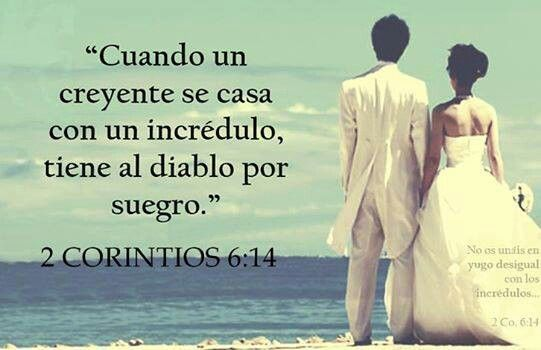 “Cuando un
creyente se casa
con un incrédulo,
tiene al diablo por
suegro.”
2 CORINTIOS 6:14
No os unáis en
yugo desigual
con los
incrédulos...
2 Co. 6:14